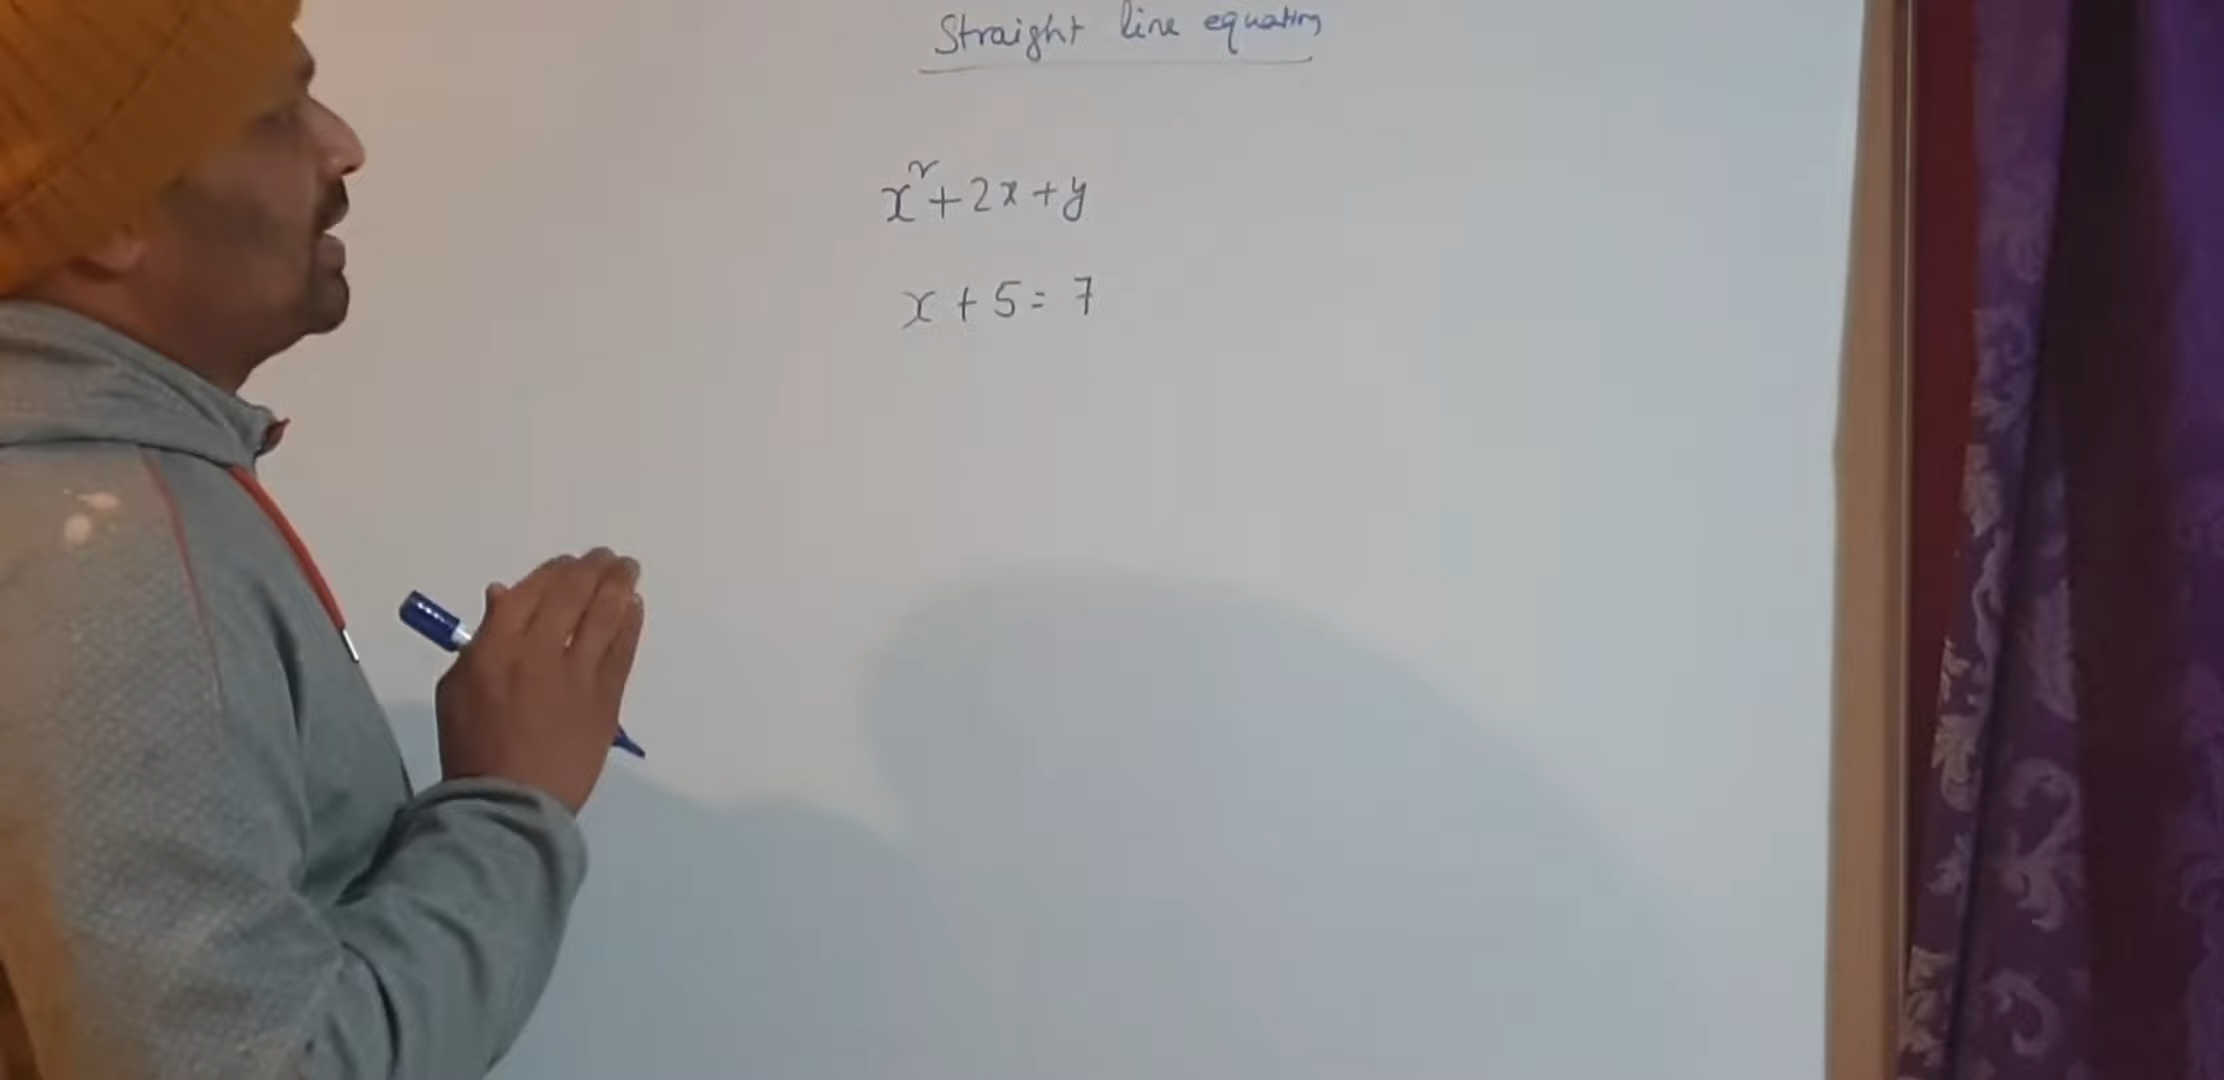 Straight line equation
x² + 2x + y
x + 5 = 7